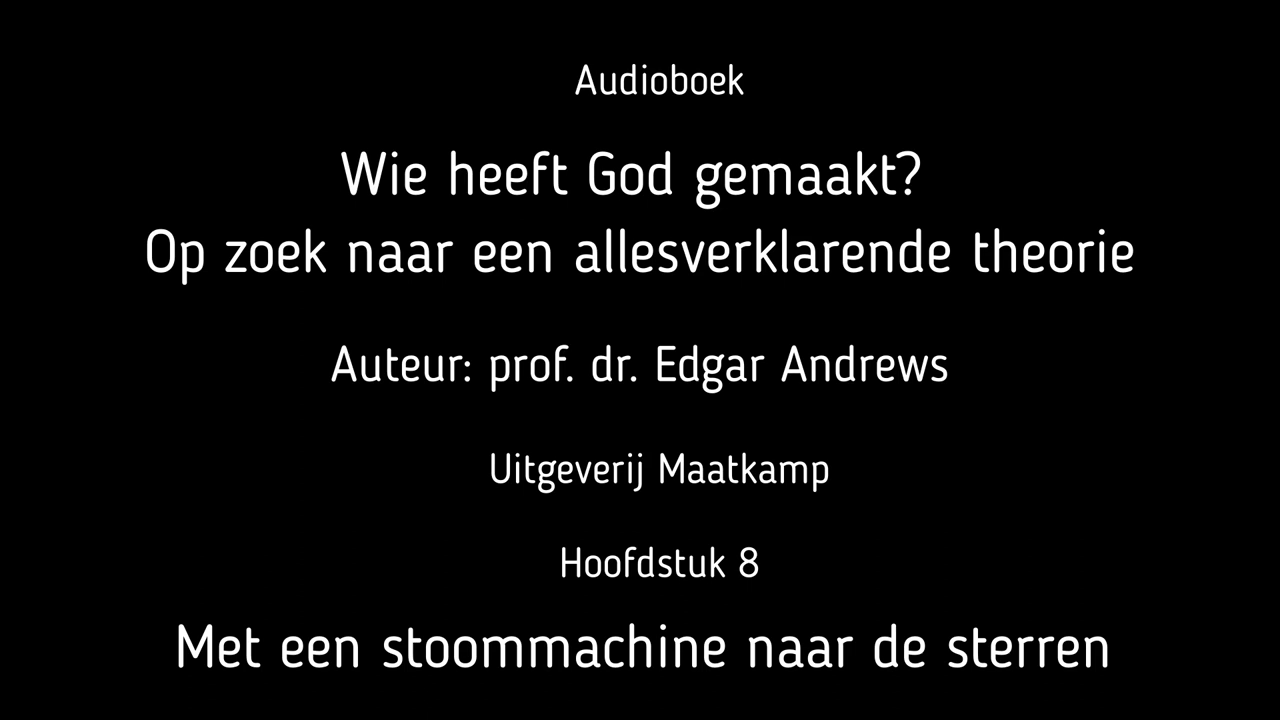 Audioboek
Wie heeft God gemaakt?
Op zoek naar een allesverklarende theorie
Auteur: prof. dr. Edgar Andrews
Uitgeverij Maatkamp
Hoofdstuk 8
Met een stoommachine naar de sterren